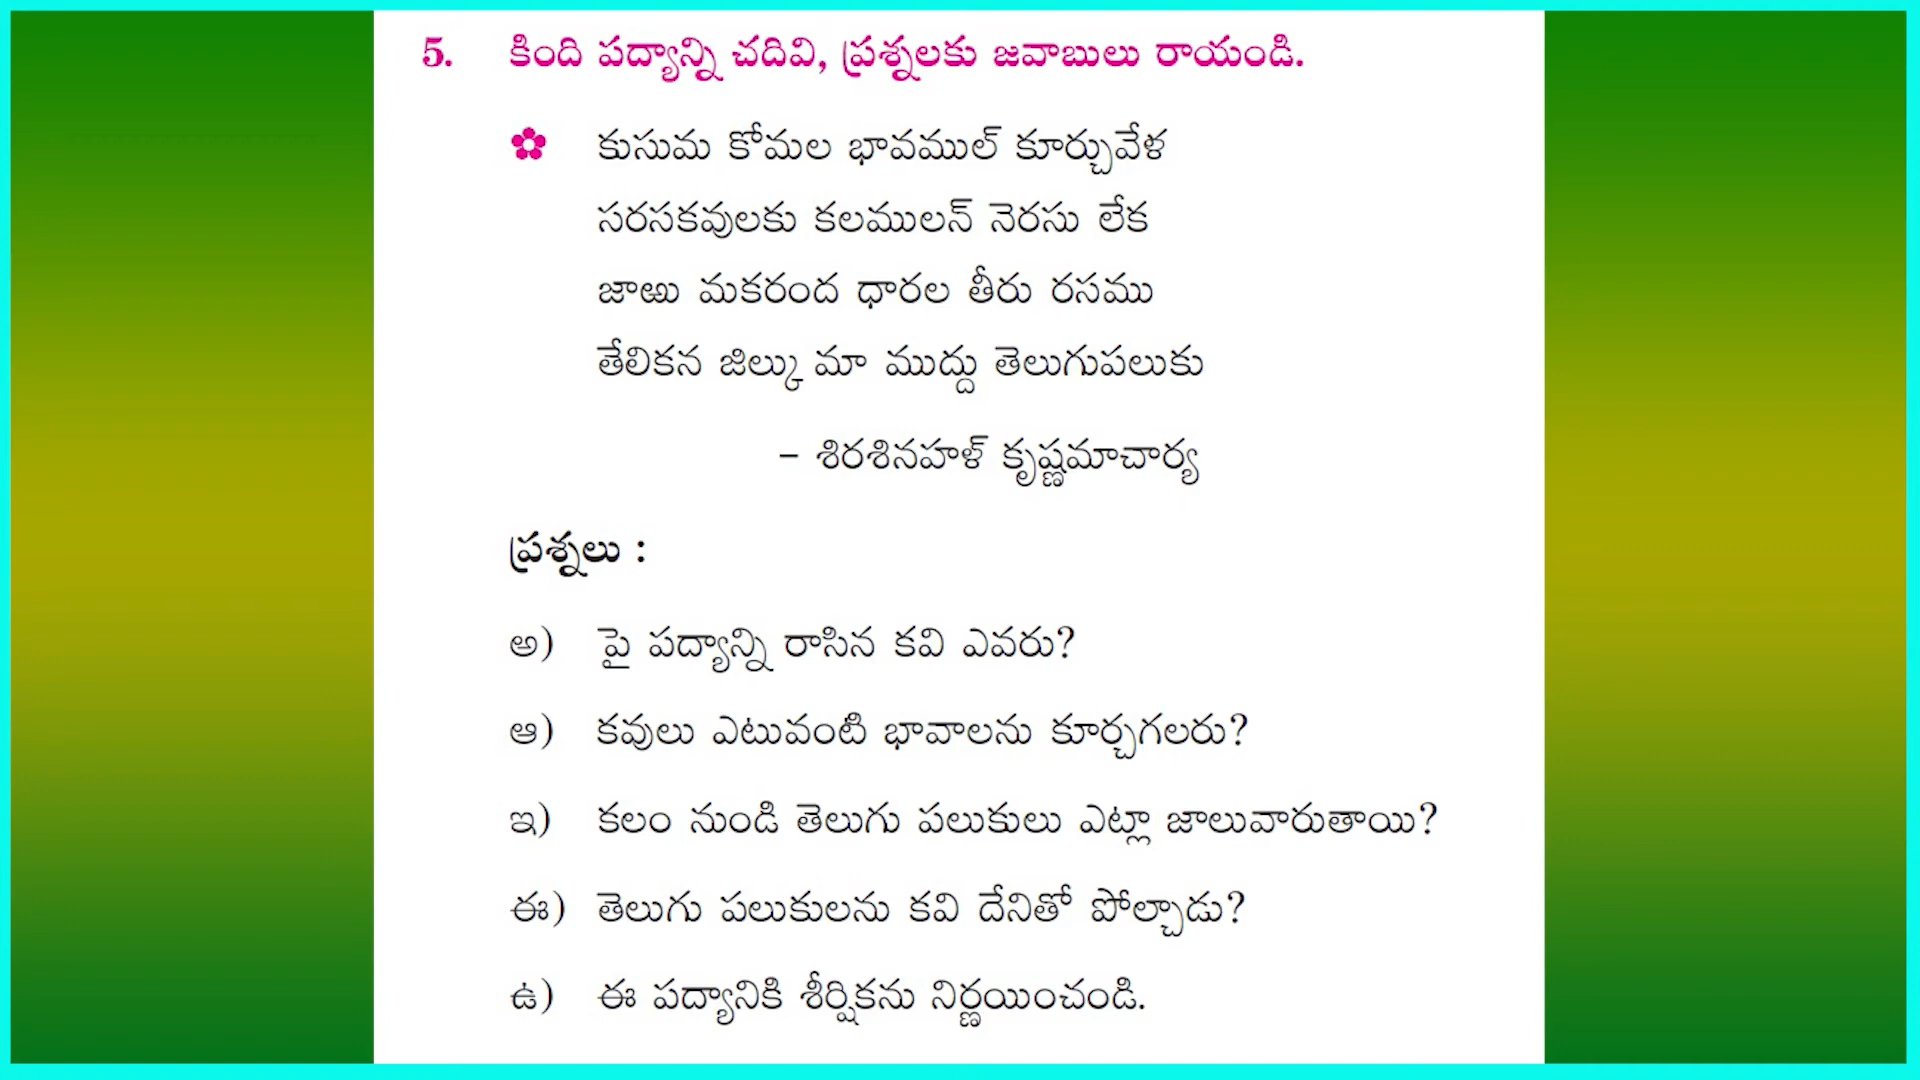 5. కింది పద్యాన్ని చదివి, ప్రశ్నలకు జవాబులు రాయండి.
✿ కుసుమ కోమల భావముల్ కూర్చువేళ
సరసకవులకు కలములన్ నెరసు లేక
జాఱు మకరంద ధారల తీరు రసము
తేలికన జిల్కు మా ముద్దు తెలుగుపలుకు
– శిరశినహళ్ కృష్ణమాచార్య
ప్రశ్నలు :
అ) పై పద్యాన్ని రాసిన కవి ఎవరు?
ఆ) కవులు ఎటువంటి భావాలను కూర్చగలరు?
ఇ) కలం నుండి తెలుగు పలుకులు ఎట్లా జాలువారుతాయి?
ఈ) తెలుగు పలుకులను కవి దేనితో పోల్చాడు?
ఉ) ఈ పద్యానికి శీర్షికను నిర్ణయించండి.